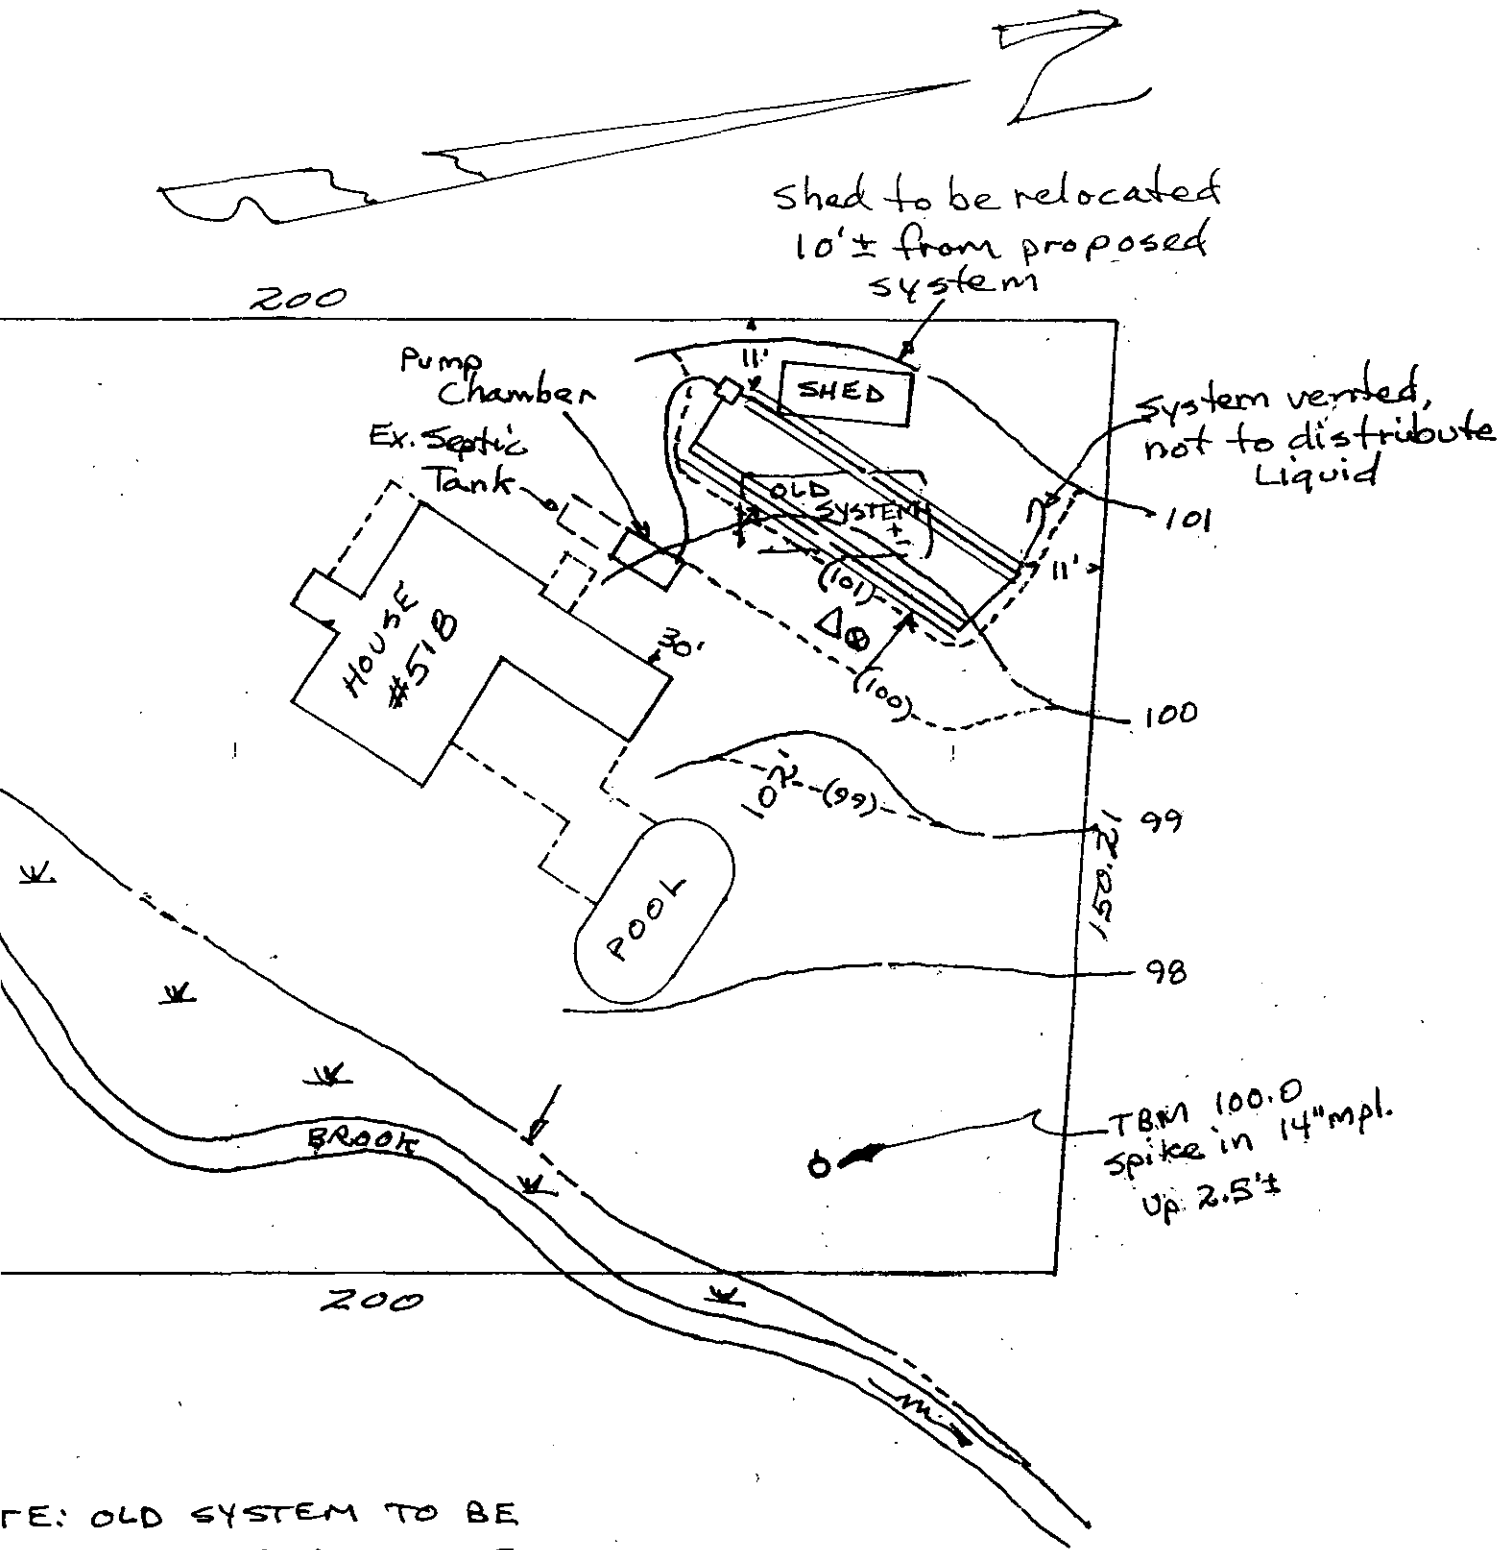 Z
Shed to be relocated
10'± from proposed
system
200
Pump
Chamber
11'
SHED
Ex. Septic
Tank
System vented,
not to distribute
Liquid
OLD
SYSTEM
101
11'
(101)
HOUSE
#518
30'
(100)
100
(99)
99
150.21
POOL
98
BROOK
TBM 100.0
spike in 14" mpl.
Up 2.5'±
200
TE: OLD SYSTEM TO BE